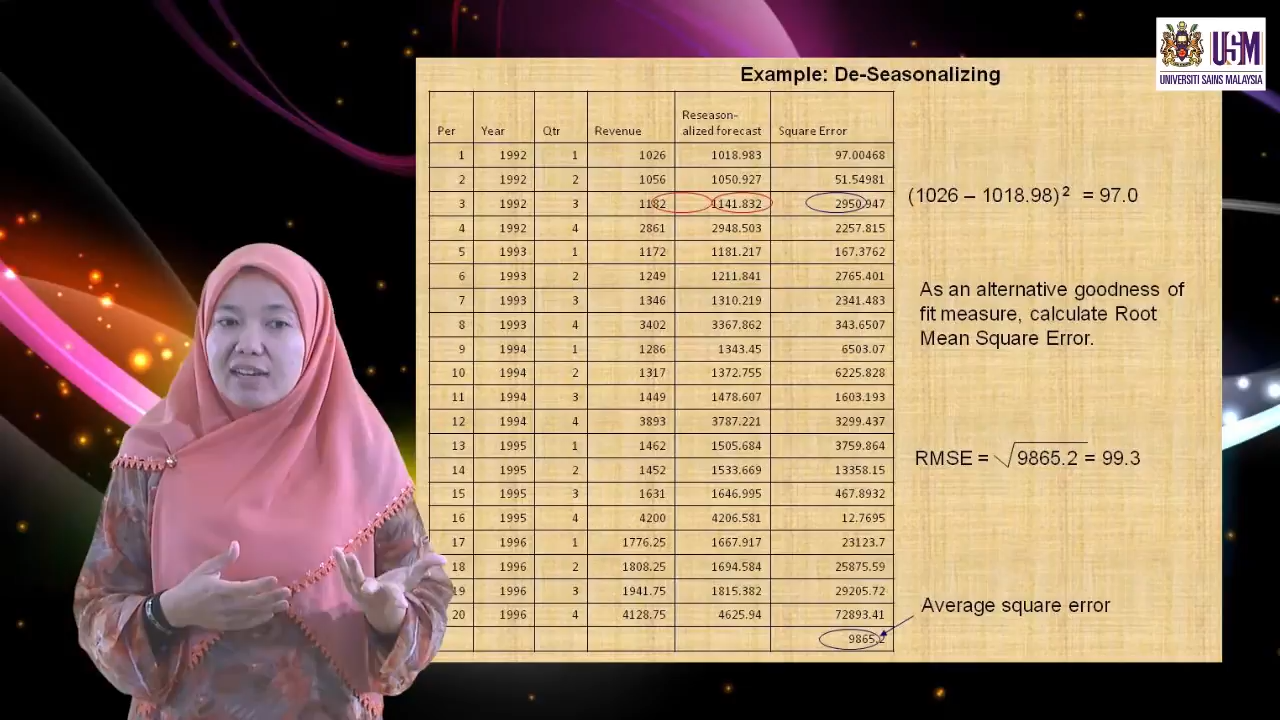 USM
UNIVERSITI SAINS MALAYSIA
Example: De-Seasonalizing
Per Year Qtr Revenue Reseason-alized forecast Square Error
1 1992 1 1026 1018.983 97.00468
2 1992 2 1056 1050.927 51.54981
3 1992 3 1182 1141.832 2950.947
4 1992 4 2861 2948.503 2257.815
5 1993 1 1172 1181.217 167.3762
6 1993 2 1249 1211.841 2765.401
7 1993 3 1346 1310.219 2341.483
8 1993 4 3402 3367.862 343.6507
9 1994 1 1286 1343.45 6503.07
10 1994 2 1317 1372.755 6225.828
11 1994 3 1449 1478.607 1603.193
12 1994 4 3893 3787.221 3299.437
13 1995 1 1462 1505.684 3759.864
14 1995 2 1452 1533.669 13358.15
15 1995 3 1631 1646.995 467.8932
16 1995 4 4200 4206.581 12.7695
17 1996 1 1776.25 1667.917 23123.7
18 1996 2 1808.25 1694.584 25875.59
19 1996 3 1941.75 1815.382 29205.72
20 1996 4 4128.75 4625.94 72893.41
9865.2
(1026 – 1018.98)² = 97.0
As an alternative goodness of
fit measure, calculate Root
Mean Square Error.
RMSE = √9865.2 = 99.3
Average square error